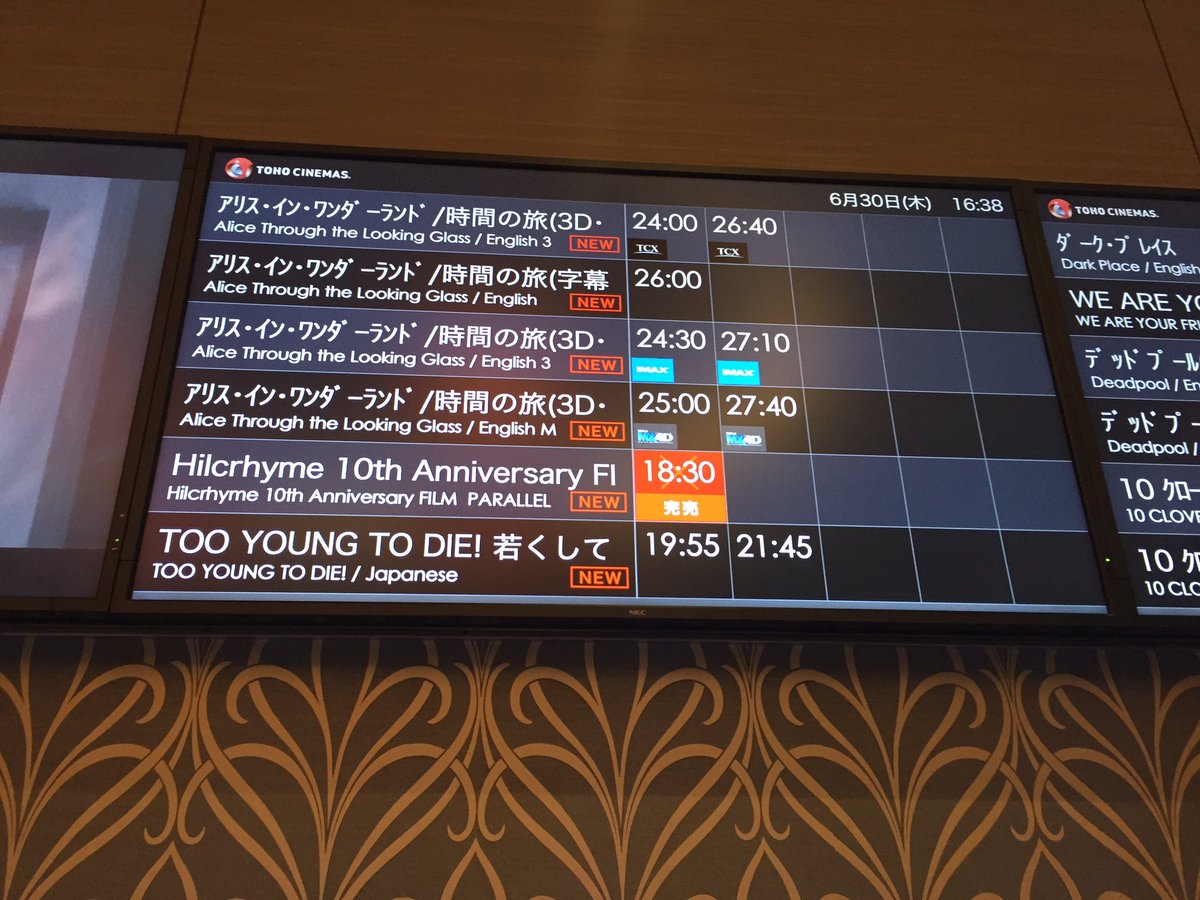 TOHO CINEMAS.
6月30日(木) 16:38
アリス・イン・ワンダーランド/時間の旅(3D・
Alice Through the Looking Glass / English 3 NEW
24:00 26:40
TCX TCX
アリス・イン・ワンダーランド/時間の旅(字幕
Alice Through the Looking Glass / English NEW
26:00
アリス・イン・ワンダーランド/時間の旅(3D・
Alice Through the Looking Glass / English 3 NEW
24:30 27:10
IMAX IMAX
アリス・イン・ワンダーランド/時間の旅(3D・
Alice Through the Looking Glass / English M NEW
25:00 27:40
MX4D MX4D
Hilcrhyme 10th Anniversary FI
Hilcrhyme 10th Anniversary FILM PARALLEL NEW
18:30
完売
TOO YOUNG TO DIE! 若くして
TOO YOUNG TO DIE! / Japanese NEW
19:55 21:45
NEC
TOHO CINEMAS.
ダーク・プレイス
Dark Place / English
WE ARE YO
WE ARE YOUR FRI
デッドプール
Deadpool / En
デッドプー
Deadpool /
10 クロー
10 CLOVE
10 クロ
10 CLO